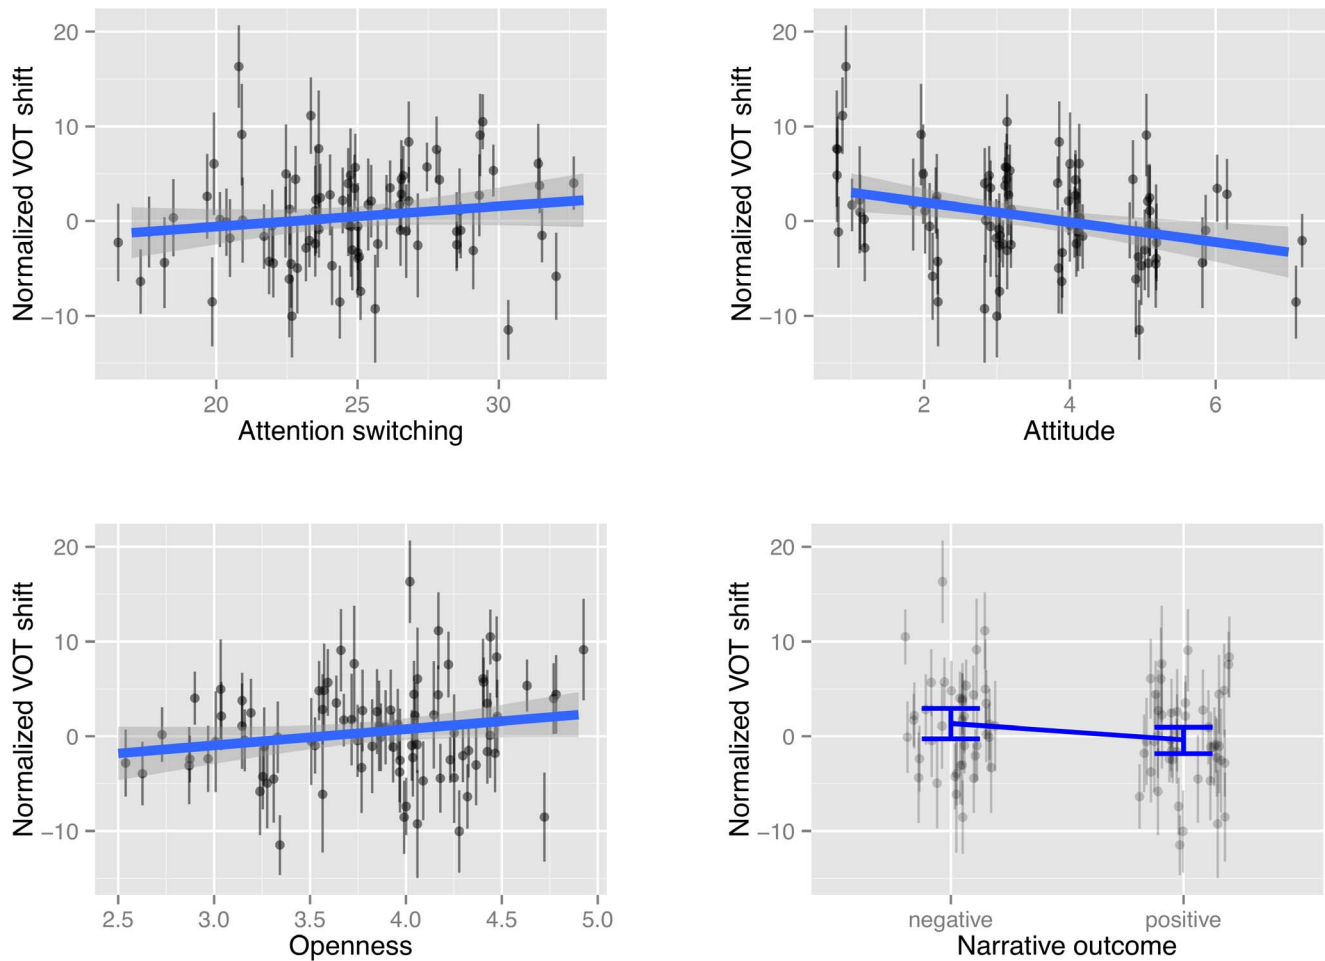 20
10
0
−10
Normalized VOT shift
20
25
30
Attention switching
20
10
0
−10
Normalized VOT shift
2
4
6
Attitude
20
10
0
−10
Normalized VOT shift
2.5
3.0
3.5
4.0
4.5
5.0
Openness
20
10
0
−10
Normalized VOT shift
negative
positive
Narrative outcome